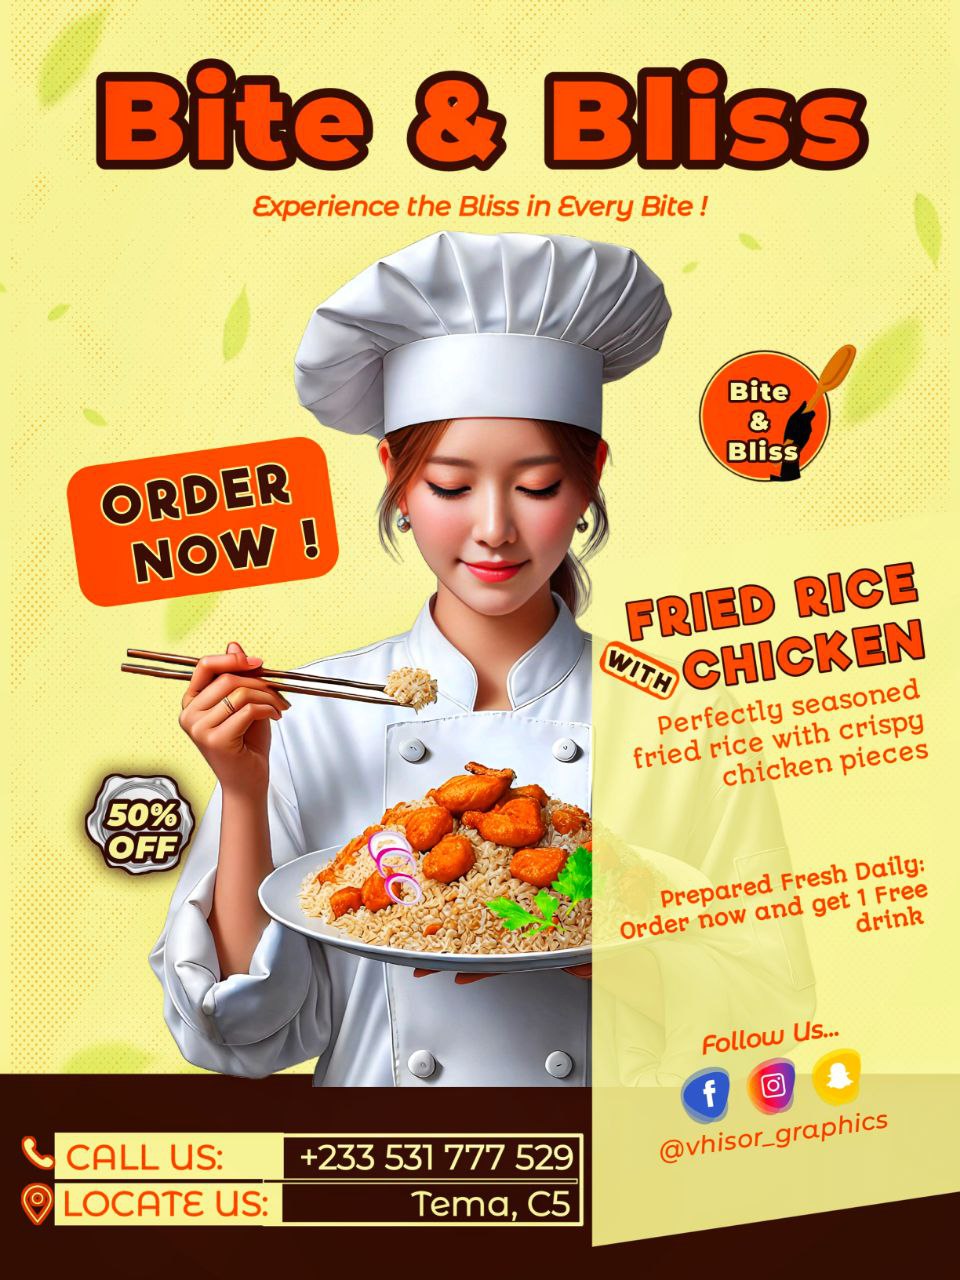 Bite & Bliss
Experience the Bliss in Every Bite !
Bite
&
Bliss
ORDER
NOW !
FRIED RICE
WITH CHICKEN
Perfectly seasoned
fried rice with crispy
chicken pieces
50%
OFF
Prepared Fresh Daily:
Order now and get 1 Free
drink
Follow Us...
@vhisor_graphics
CALL US: +233 531 777 529
LOCATE US: Tema, C5